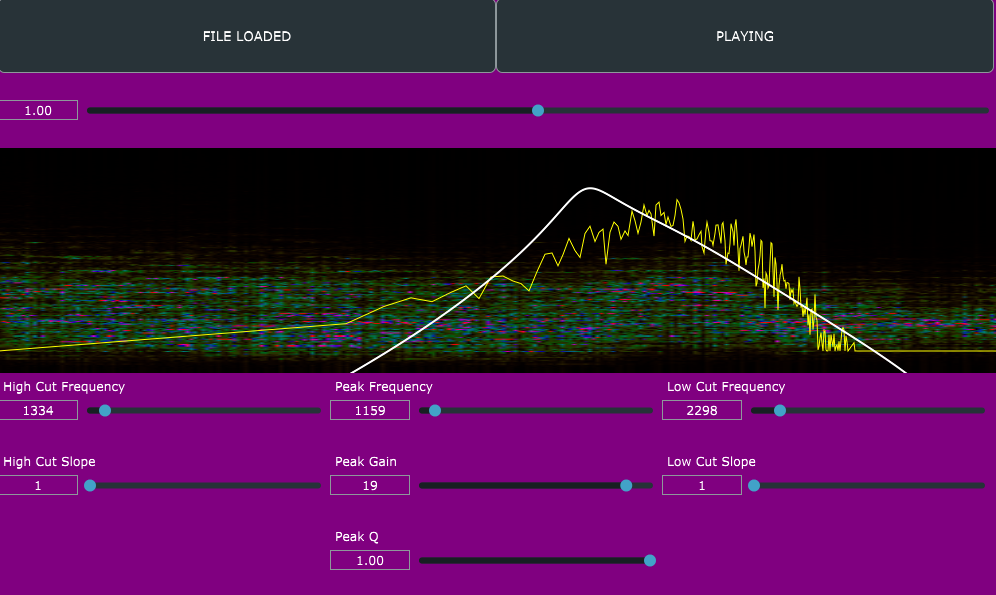 FILE LOADED
PLAYING
1.00
High Cut Frequency
1334
Peak Frequency
1159
Low Cut Frequency
2298
High Cut Slope
1
Peak Gain
19
Low Cut Slope
1
Peak Q
1.00